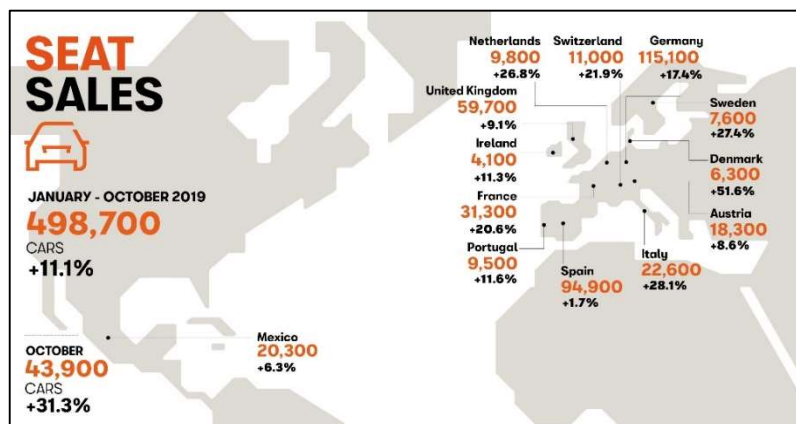 SEAT
SALES
JANUARY - OCTOBER 2019
498,700
CARS
+11.1%
OCTOBER
43,900
CARS
+31.3%
Mexico
20,300
+6.3%
Netherlands
9,800
+26.8%
Switzerland
11,000
+21.9%
Germany
115,100
+17.4%
United Kingdom
59,700
+9.1%
Ireland
4,100
+11.3%
France
31,300
+20.6%
Portugal
9,500
+11.6%
Spain
94,900
+1.7%
Italy
22,600
+28.1%
Sweden
7,600
+27.4%
Denmark
6,300
+51.6%
Austria
18,300
+8.6%